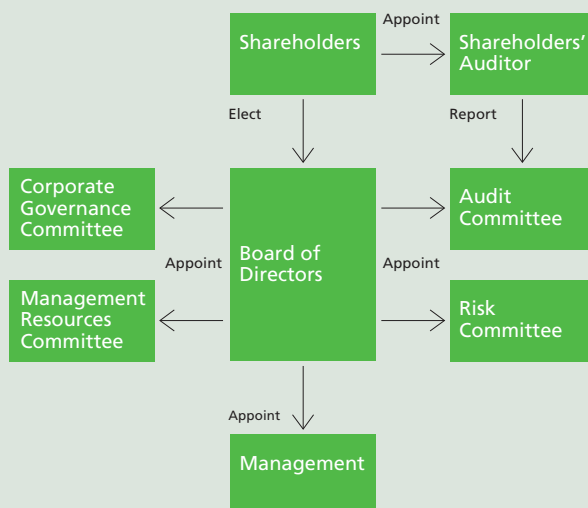 Appoint
Shareholders
Shareholders’
Auditor
Elect
Report
Corporate
Governance
Committee
Board of
Directors
Audit
Committee
Appoint
Appoint
Management
Resources
Committee
Risk
Committee
Appoint
Management